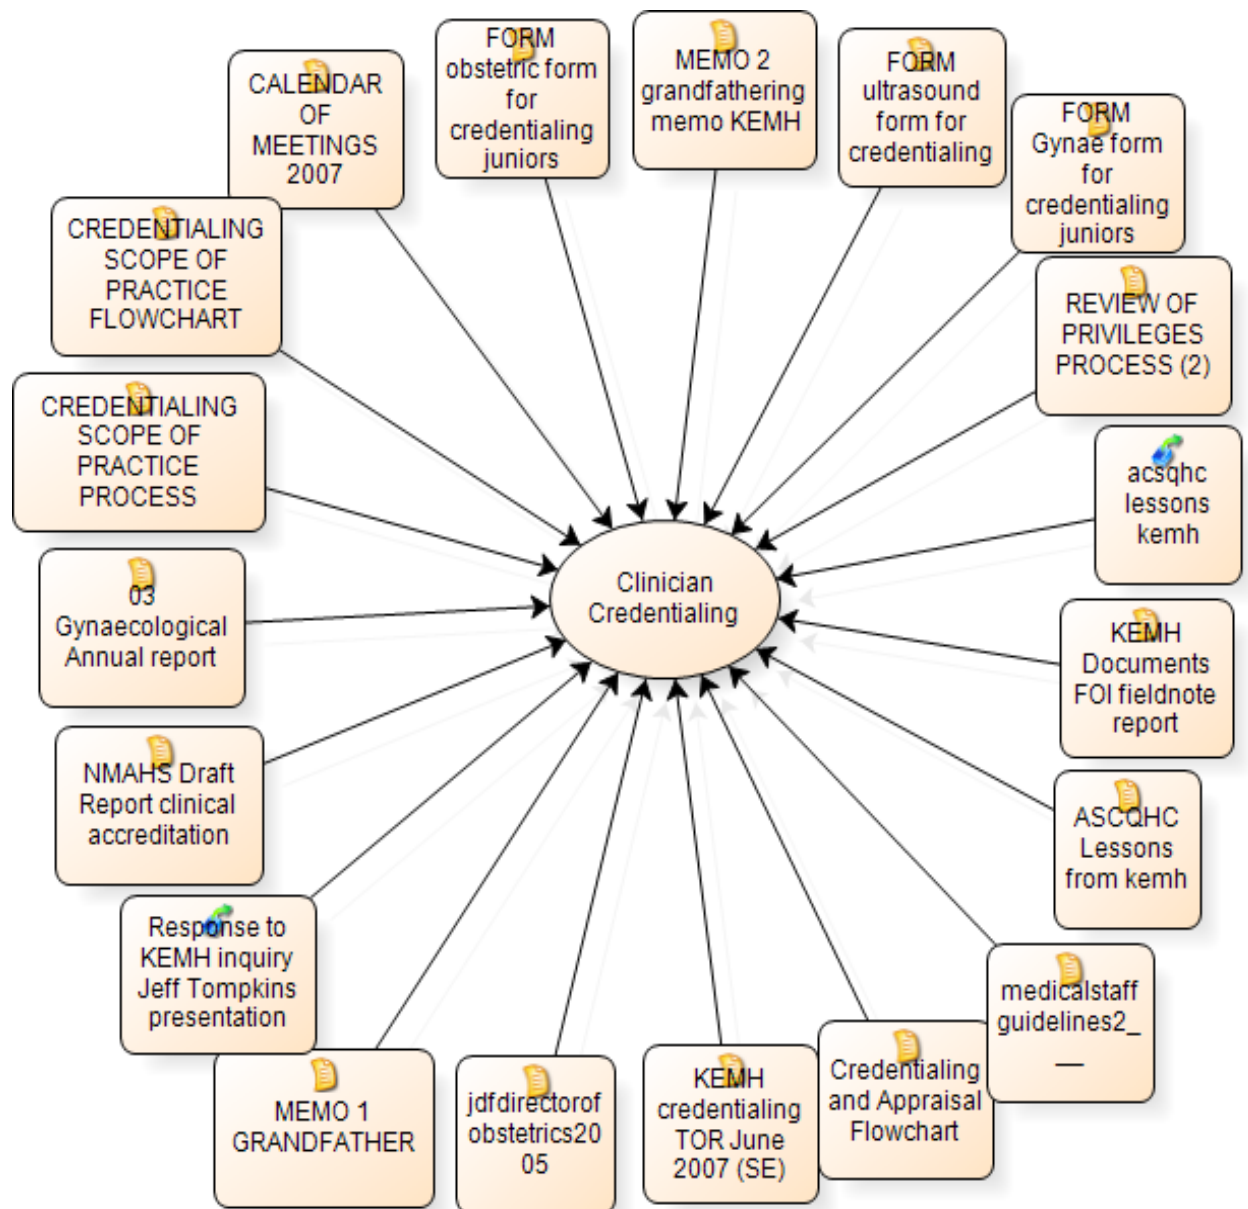 FORM
obstetric form
for
credentialing
juniors
MEMO 2
grandfathering
memo KEMH
FORM
ultrasound
form for
credentialing
CALENDAR
OF
MEETINGS
2007
FORM
Gynae form
for
credentialing
juniors
CREDENTIALING
SCOPE OF
PRACTICE
FLOWCHART
REVIEW OF
PRIVILEGES
PROCESS (2)
CREDENTIALING
SCOPE OF
PRACTICE
PROCESS
acsqhc
lessons
kemh
Clinician
Credentialing
03
Gynaecological
Annual report
KEMH
Documents
FOI fieldnote
report
NMAHS Draft
Report clinical
accreditation
ASCQHC
Lessons
from kemh
Response to
KEMH inquiry
Jeff Tompkins
presentation
medicalstaff
guidelines2_
__
MEMO 1
GRANDFATHER
jdfdirectorof
obstetrics20
05
KEMH
credentialing
TOR June
2007 (SE)
Credentialing
and Appraisal
Flowchart